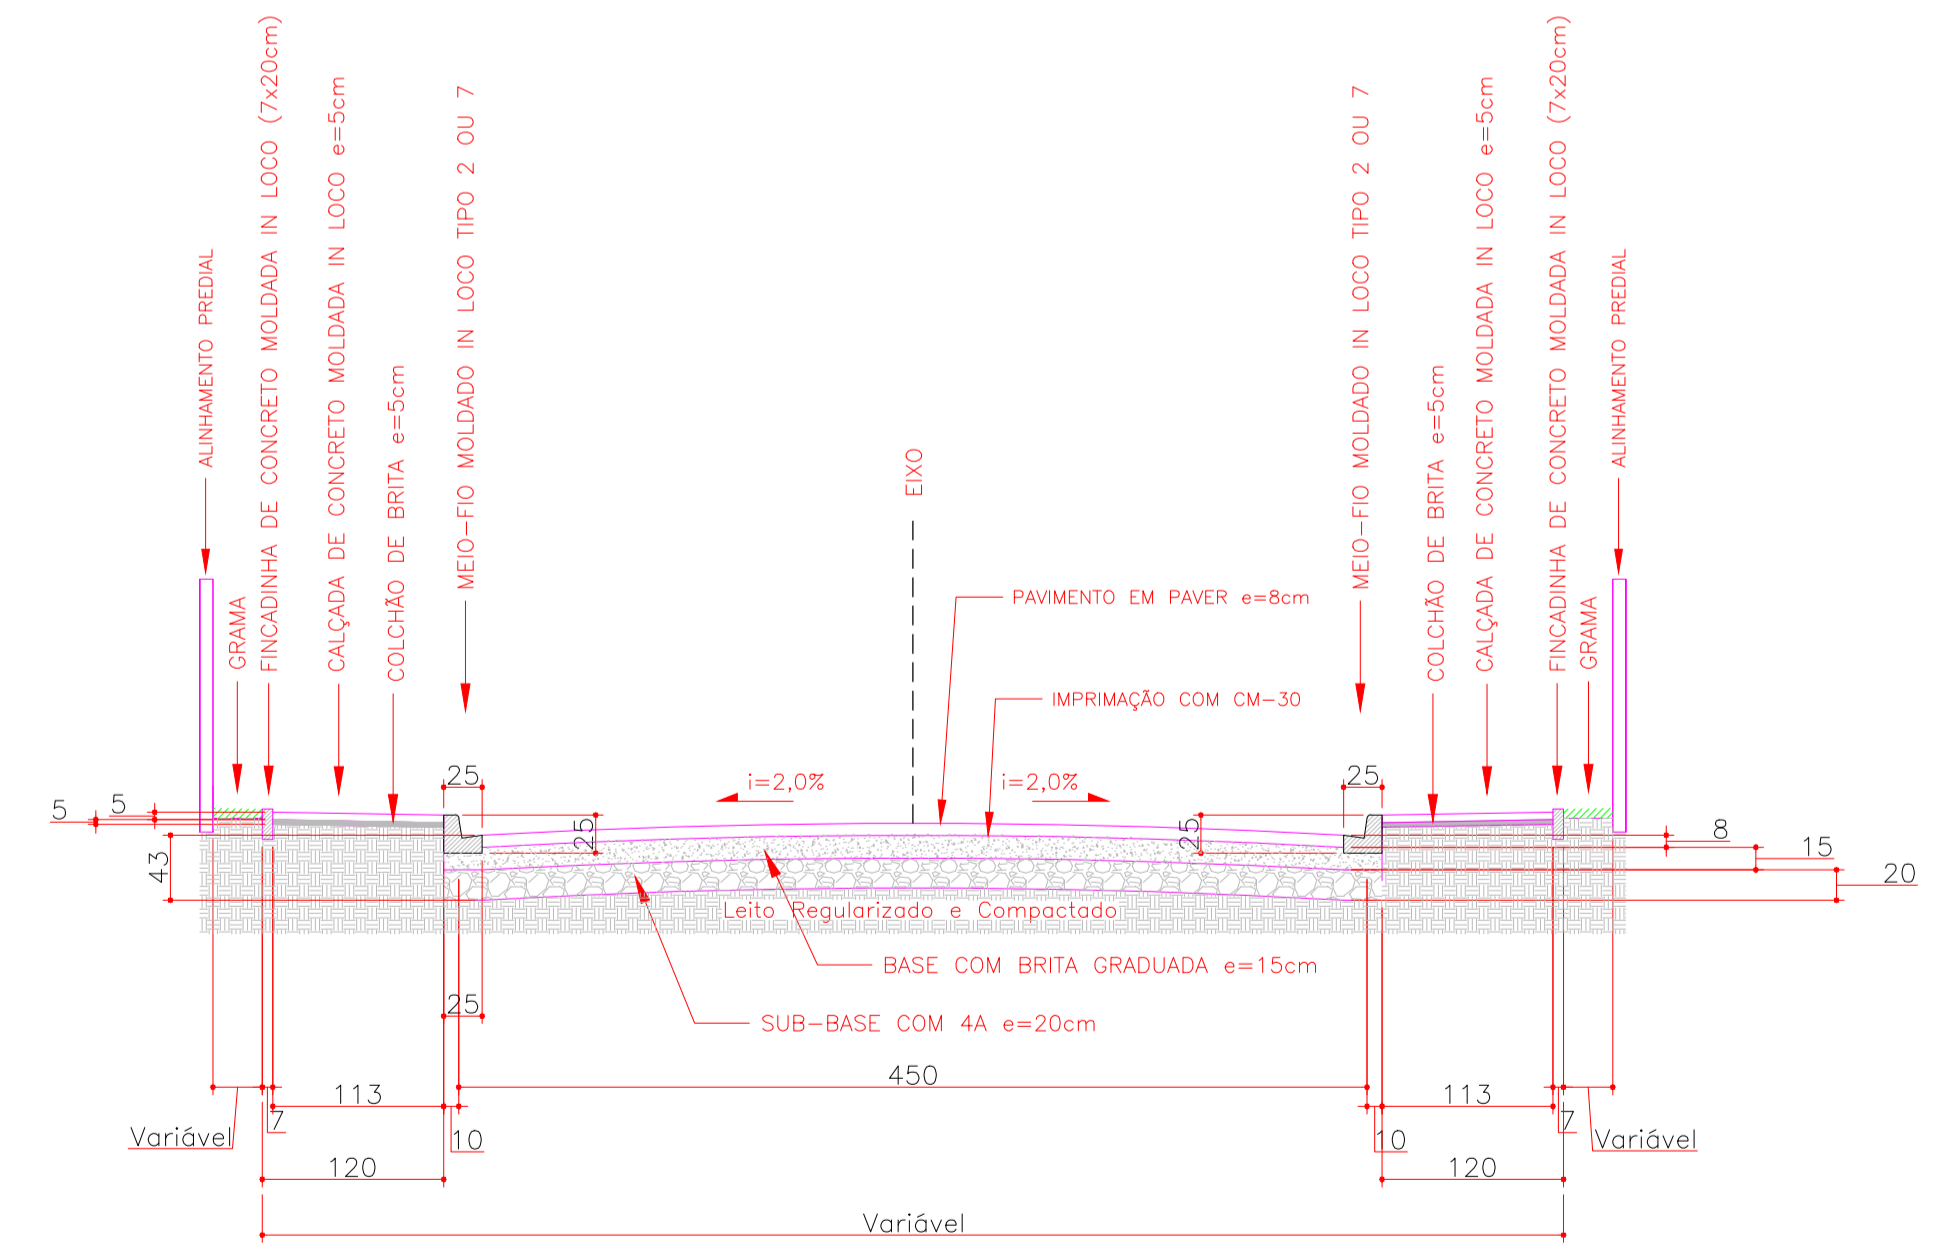 ALINHAMENTO PREDIAL
GRAMA
FINCADINHA DE CONCRETO MOLDADA IN LOCO (7x20cm)
CALÇADA DE CONCRETO MOLDADA IN LOCO e=5cm
COLCHÃO DE BRITA e=5cm
MEIO-FIO MOLDADO IN LOCO TIPO 2 OU 7
EIXO
MEIO-FIO MOLDADO IN LOCO TIPO 2 OU 7
COLCHÃO DE BRITA e=5cm
CALÇADA DE CONCRETO MOLDADA IN LOCO e=5cm
FINCADINHA DE CONCRETO MOLDADA IN LOCO (7x20cm)
GRAMA
ALINHAMENTO PREDIAL
PAVIMENTO EM PAVER e=8cm
IMPRIMAÇÃO COM CM-30
25
i=2,0%
i=2,0%
25
5
5
25
25
8
43
15
20
Leito Regularizado e Compactado
BASE COM BRITA GRADUADA e=15cm
25
SUB-BASE COM 4A e=20cm
450
113
113
7
7
Variável
10
10
Variável
120
120
Variável